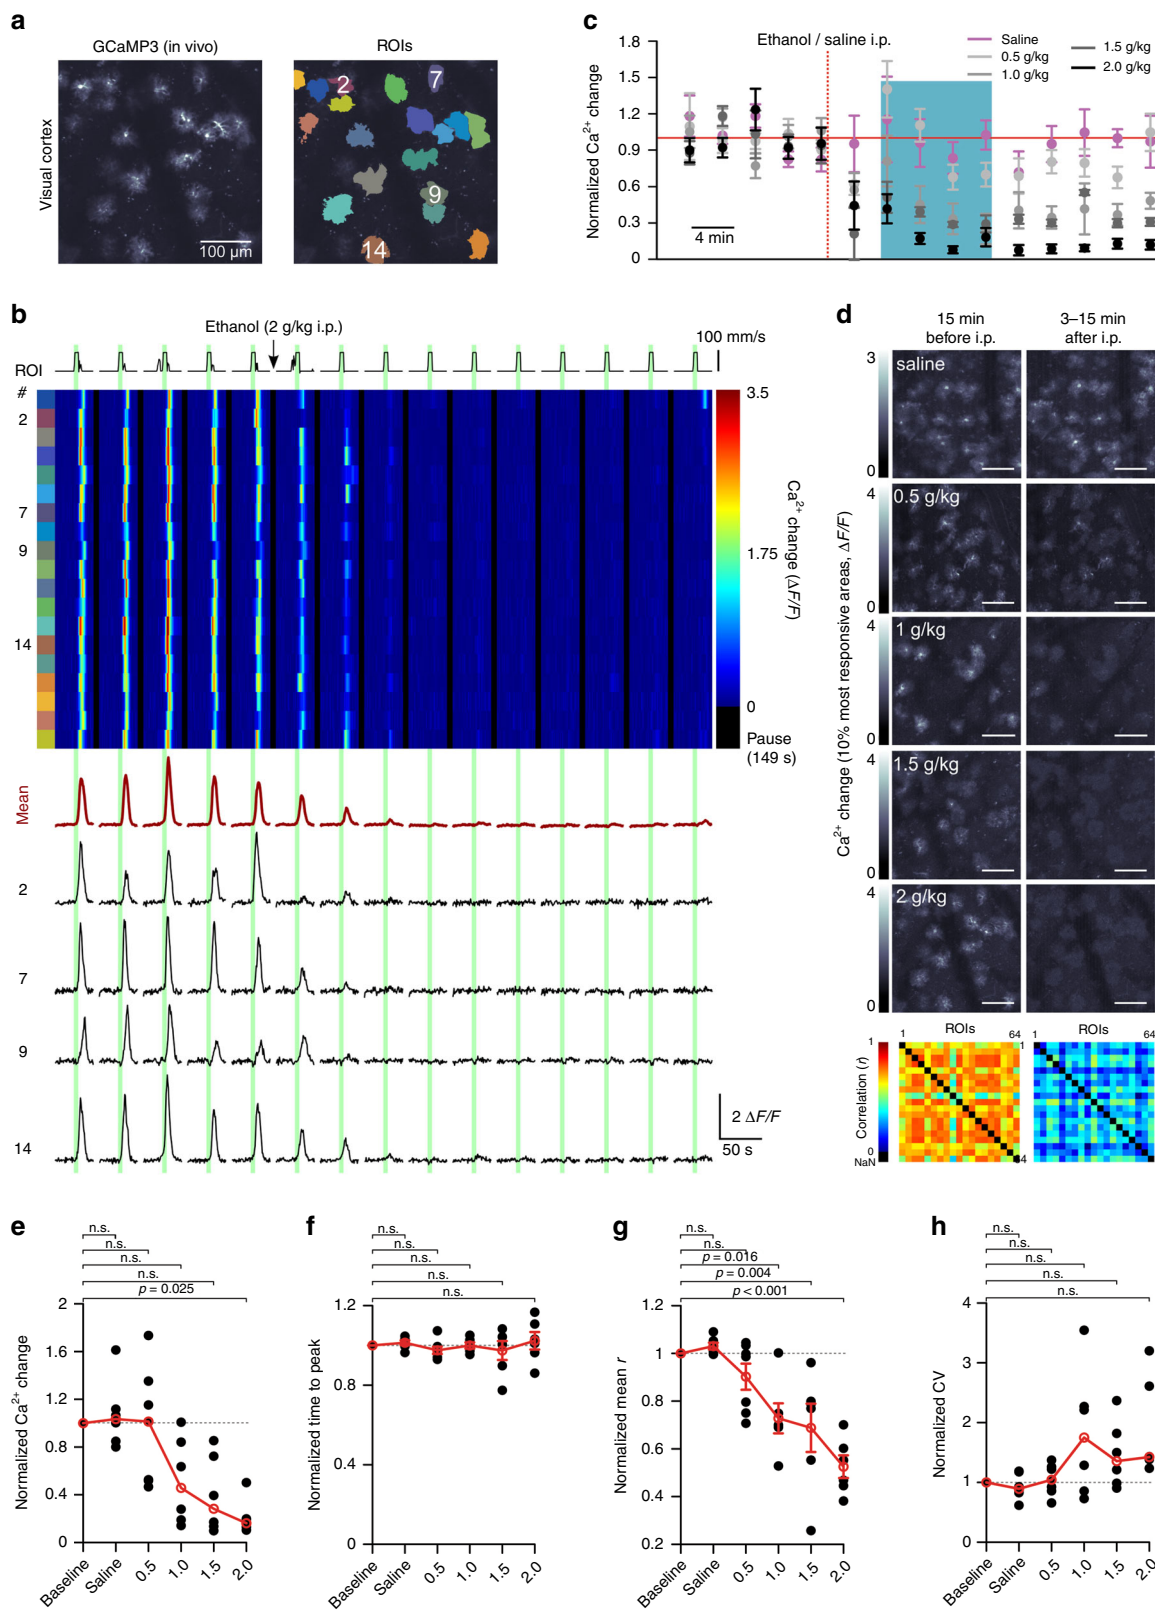 a
GCaMP3 (in vivo)
ROIs
Visual cortex
100 µm
2
7
9
14
c
Ethanol / saline i.p.
Saline
0.5 g/kg
1.0 g/kg
1.5 g/kg
2.0 g/kg
Normalized Ca2+ change
1.8
1.5
1.2
0.9
0.6
0.3
0
4 min
b
Ethanol (2 g/kg i.p.)
100 mm/s
ROI
#
2
7
9
14
3.5
1.75
0
Ca2+ change (ΔF/F)
Pause
(149 s)
Mean
2
7
9
14
2 ΔF/F
50 s
d
15 min
before i.p.
3–15 min
after i.p.
Ca2+ change (10% most responsive areas, ΔF/F)
3
0
saline
4
0
0.5 g/kg
4
0
1 g/kg
4
0
1.5 g/kg
4
0
2 g/kg
1 ROIs 64
1 ROIs 64
1
0
NaN
Correlation (r)
1
64
e
n.s.
n.s.
n.s.
n.s.
p = 0.025
Normalized Ca2+ change
2
1.6
1.2
0.8
0.4
0
Baseline
Saline
0.5
1.0
1.5
2.0
f
n.s.
n.s.
n.s.
n.s.
n.s.
Normalized time to peak
1.2
0.8
0.4
0
Baseline
Saline
0.5
1.0
1.5
2.0
g
n.s.
n.s.
p = 0.016
p = 0.004
p < 0.001
Normalized mean r
1.2
1
0.8
0.6
0.4
0.2
Baseline
Saline
0.5
1.0
1.5
2.0
h
n.s.
n.s.
n.s.
n.s.
n.s.
Normalized CV
4
3
2
1
0
Baseline
Saline
0.5
1.0
1.5
2.0